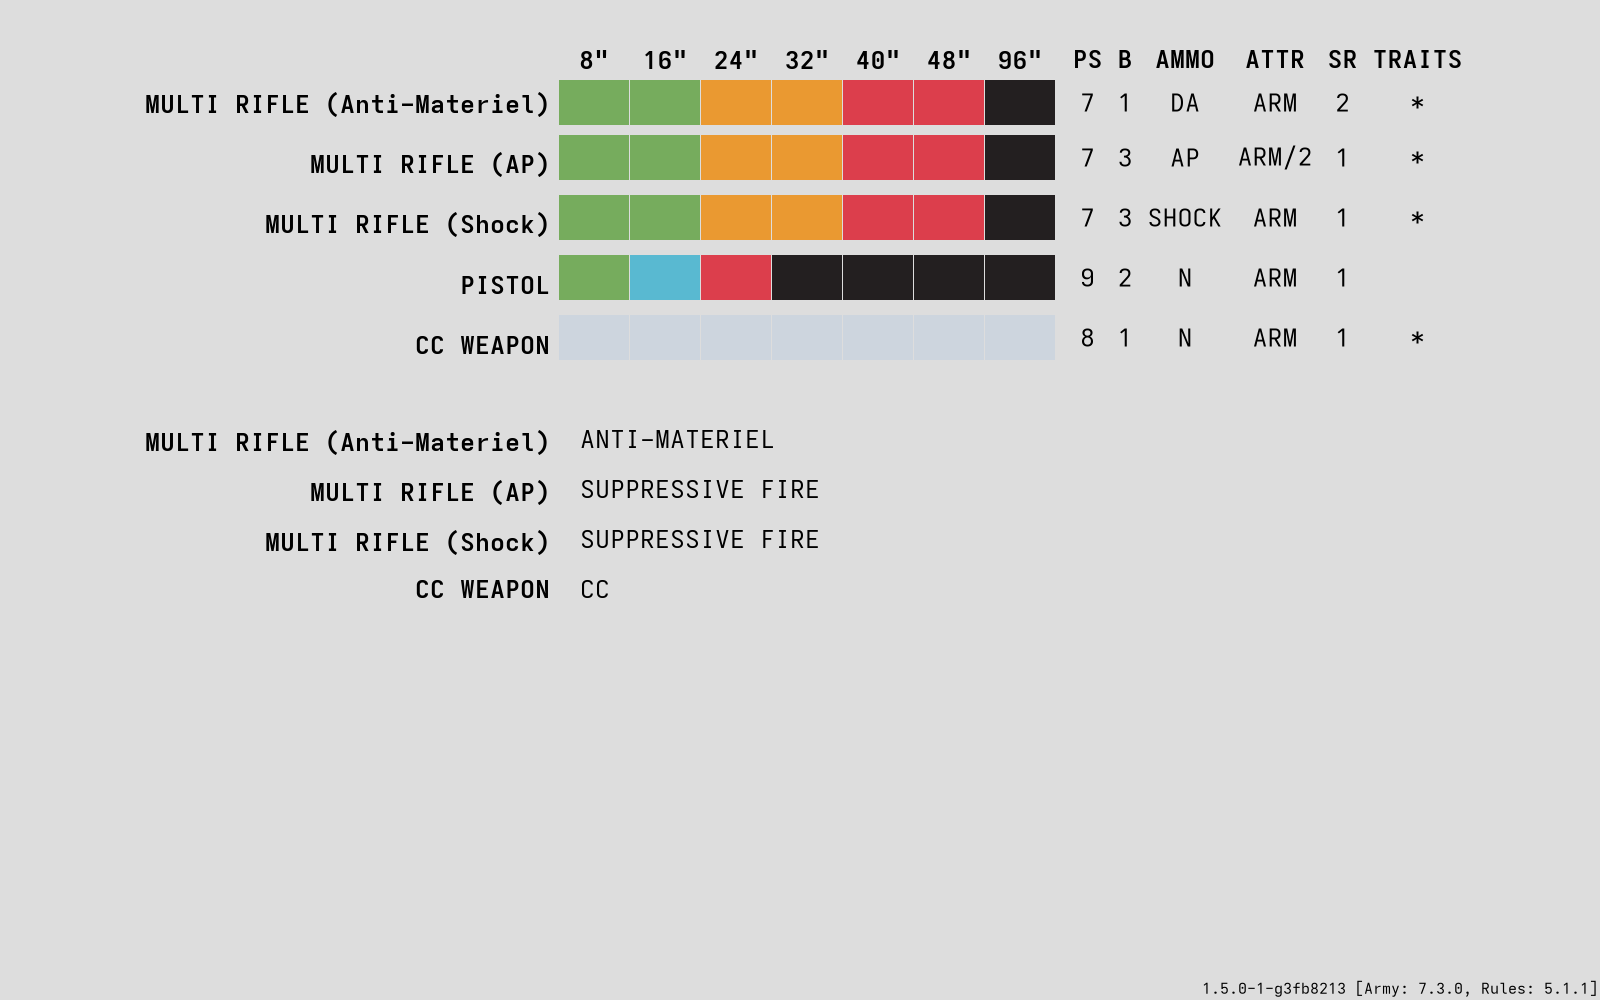 8" 16" 24" 32" 40" 48" 96" PS B AMMO ATTR SR TRAITS
MULTI RIFLE (Anti-Materiel) 7 1 DA ARM 2 *
MULTI RIFLE (AP) 7 3 AP ARM/2 1 *
MULTI RIFLE (Shock) 7 3 SHOCK ARM 1 *
PISTOL 9 2 N ARM 1
CC WEAPON 8 1 N ARM 1 *
MULTI RIFLE (Anti-Materiel) ANTI-MATERIEL
MULTI RIFLE (AP) SUPPRESSIVE FIRE
MULTI RIFLE (Shock) SUPPRESSIVE FIRE
CC WEAPON CC
1.5.0-1-g3fb8213 [Army: 7.3.0, Rules: 5.1.1]